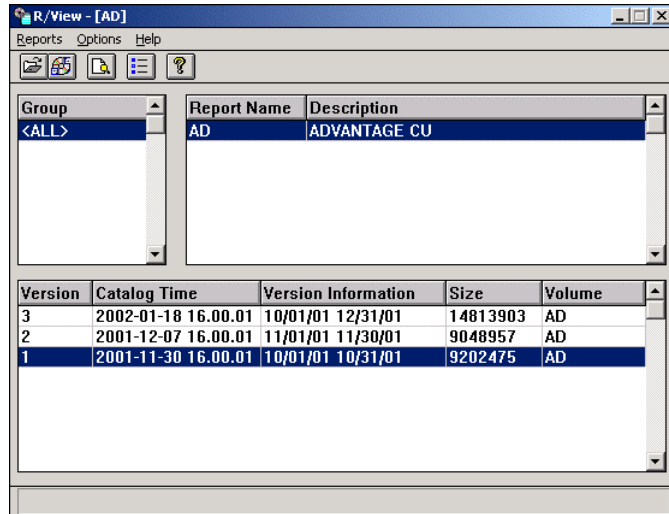 R/View - [AD]
Reports Options Help
Group
<ALL>
Report Name Description
AD ADVANTAGE CU
Version Catalog Time Version Information Size Volume
3 2002-01-18 16.00.01 10/01/01 12/31/01 14813903 AD
2 2001-12-07 16.00.01 11/01/01 11/30/01 9048957 AD
1 2001-11-30 16.00.01 10/01/01 10/31/01 9202475 AD